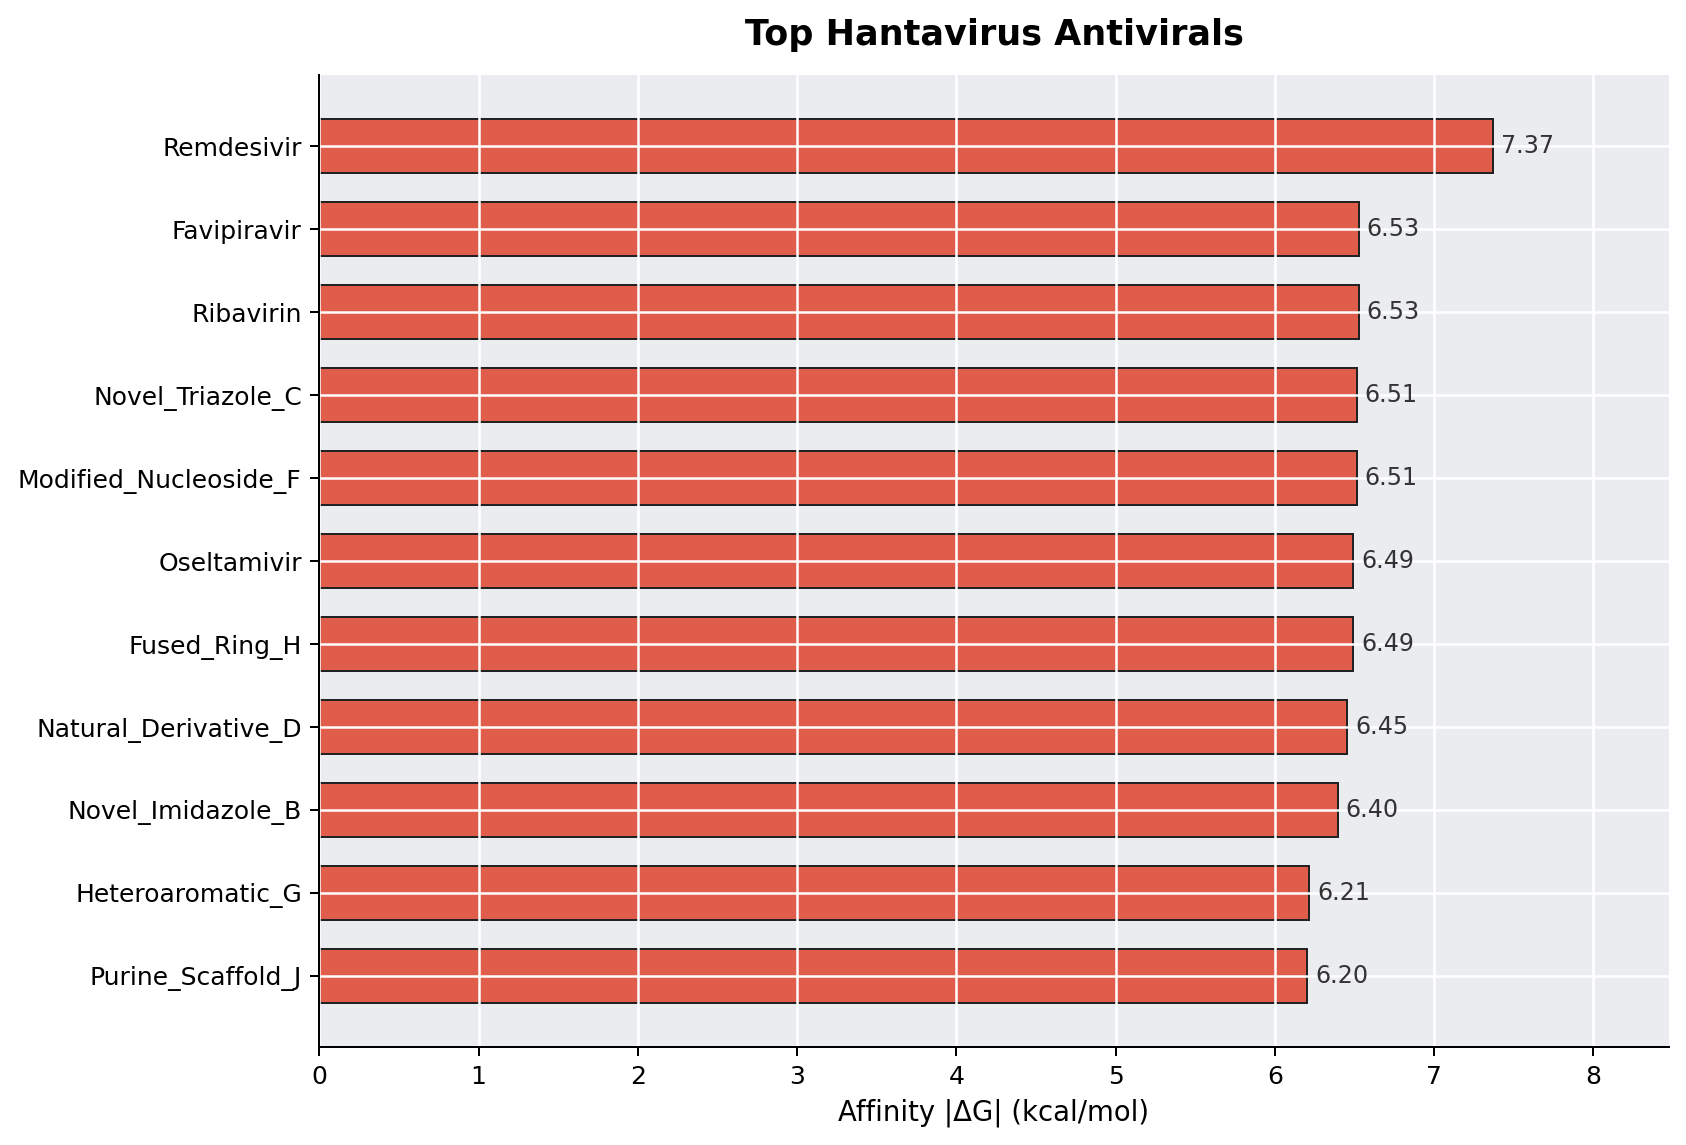 Top Hantavirus Antivirals
Remdesivir 7.37
Favipiravir 6.53
Ribavirin 6.53
Novel_Triazole_C 6.51
Modified_Nucleoside_F 6.51
Oseltamivir 6.49
Fused_Ring_H 6.49
Natural_Derivative_D 6.45
Novel_Imidazole_B 6.40
Heteroaromatic_G 6.21
Purine_Scaffold_J 6.20
0 1 2 3 4 5 6 7 8
Affinity |ΔG| (kcal/mol)